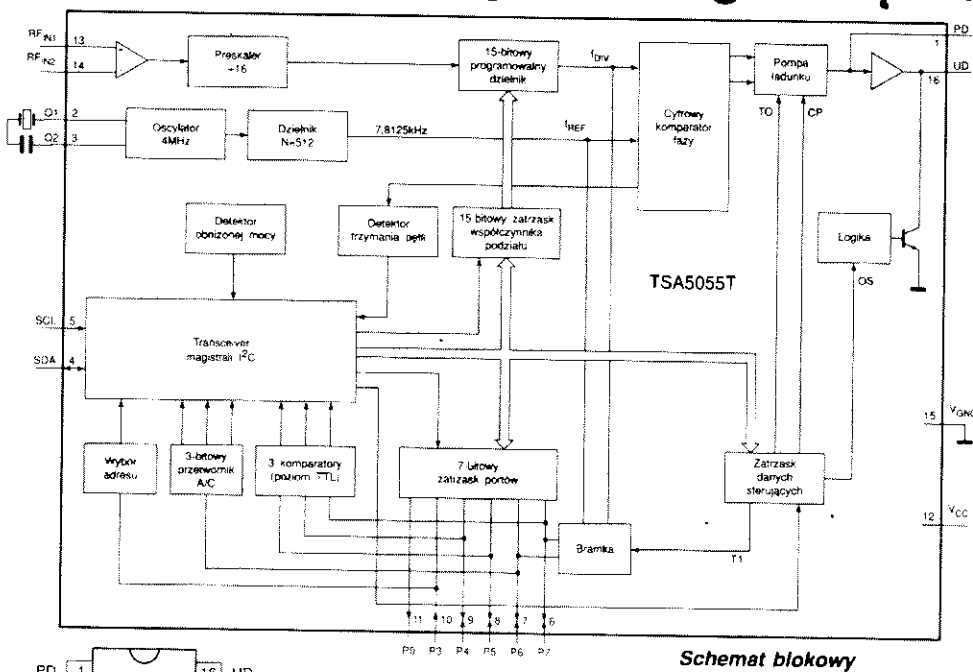 RF IN1 13
RF IN2 14
Preskaler ÷16
15-bitowy programowalny dzielnik
fDIV
Cyfrowy komparator fazy
Pompa ładunku
PD
1
UD
16
TO
CP
Q1 2
Q2 3
Oscylator 4MHz
Dzielnik N=512
7,8125kHz
fREF
Detektor obniżonej mocy
Detektor trzymania pętli
15 bitowy zatrzask współczynnika podziału
TSA5055T
Logika
OS
SCL 5
SDA 4
Transceiver magistrali I²C
15 VGND
12 VCC
Wybór adresu
3-bitowy przetwornik A/C
3 komparatory (poziom TTL)
7-bitowy zatrzask portów
Bramka
Zatrzask danych sterujących
T1
11 10 9 8 7 6
P0 P3 P4 P5 P6 P7
Schemat blokowy
PD 1 16 UD